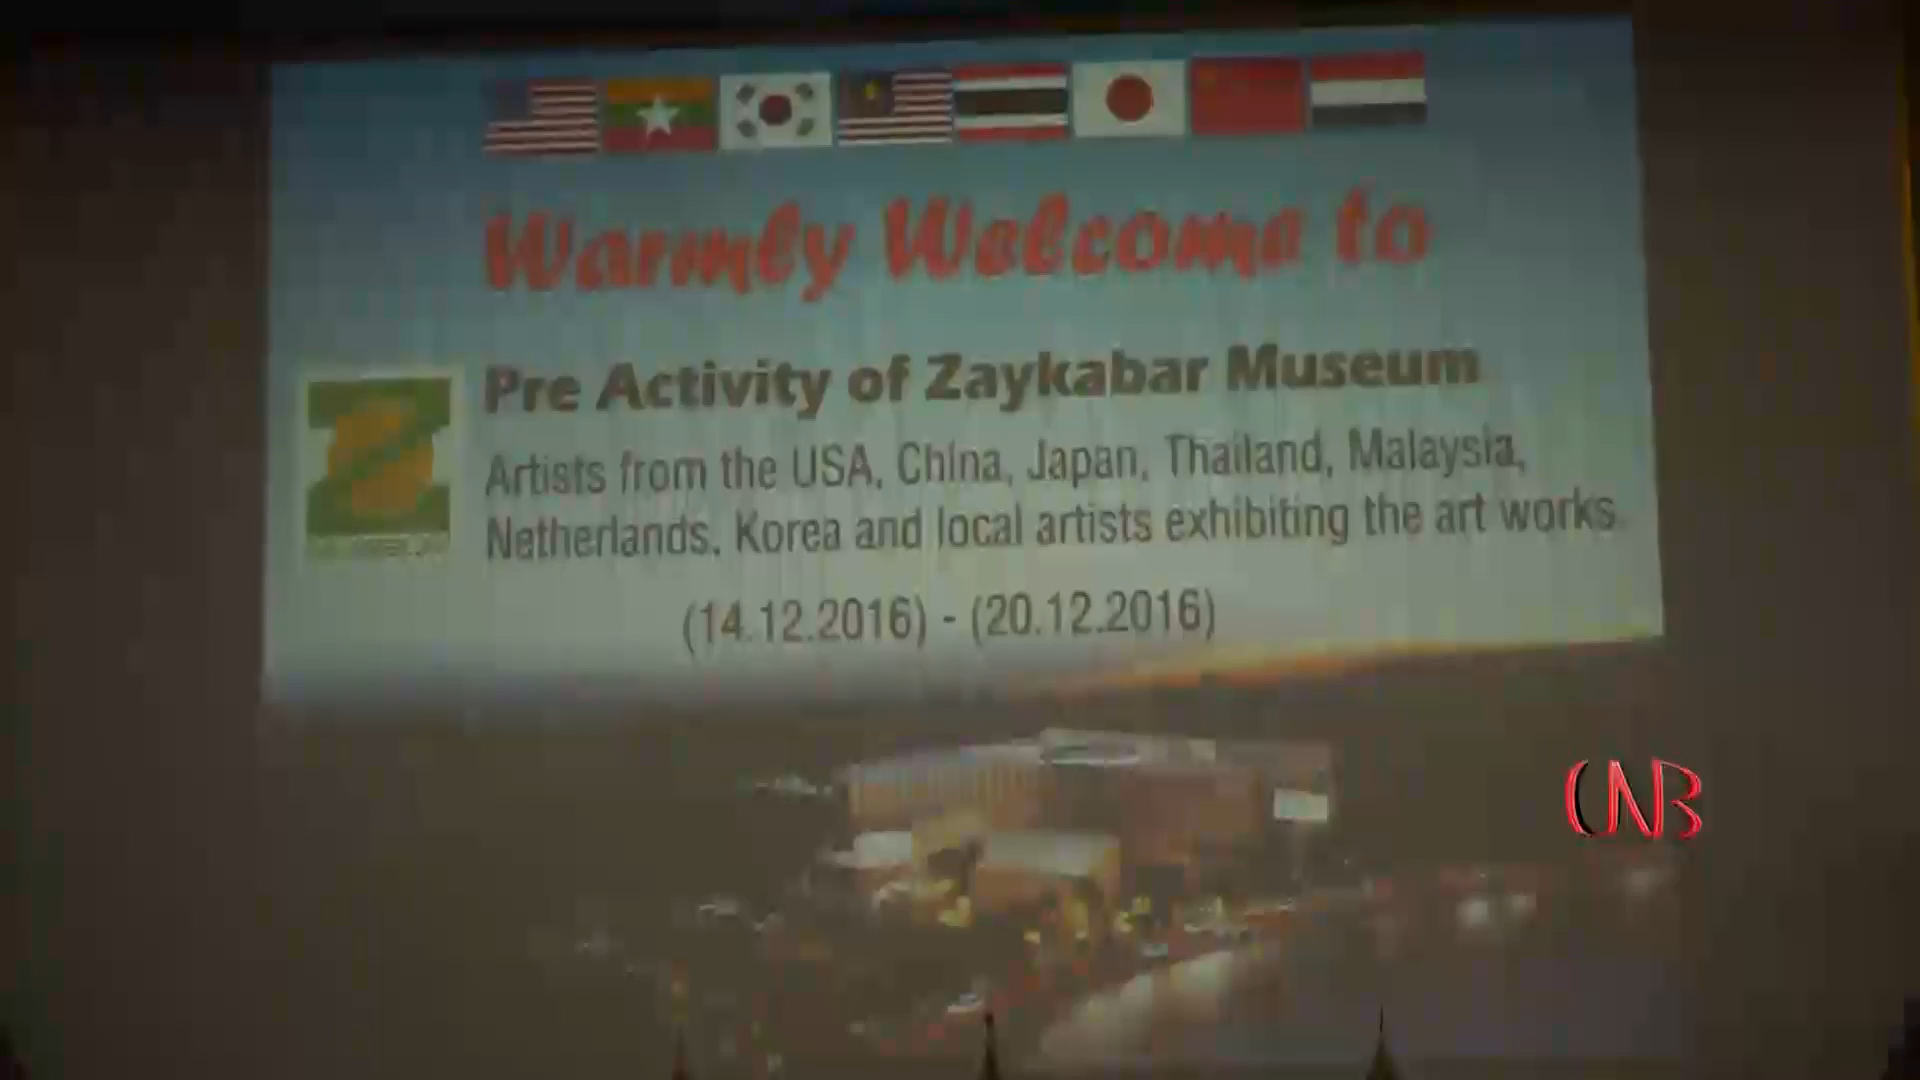 Warmly Welcome to
Pre Activity of Zaykabar Museum
Artists from the USA, China, Japan, Thailand, Malaysia,
Netherlands, Korea and local artists exhibiting the art works.
(14.12.2016) - (20.12.2016)
CNB